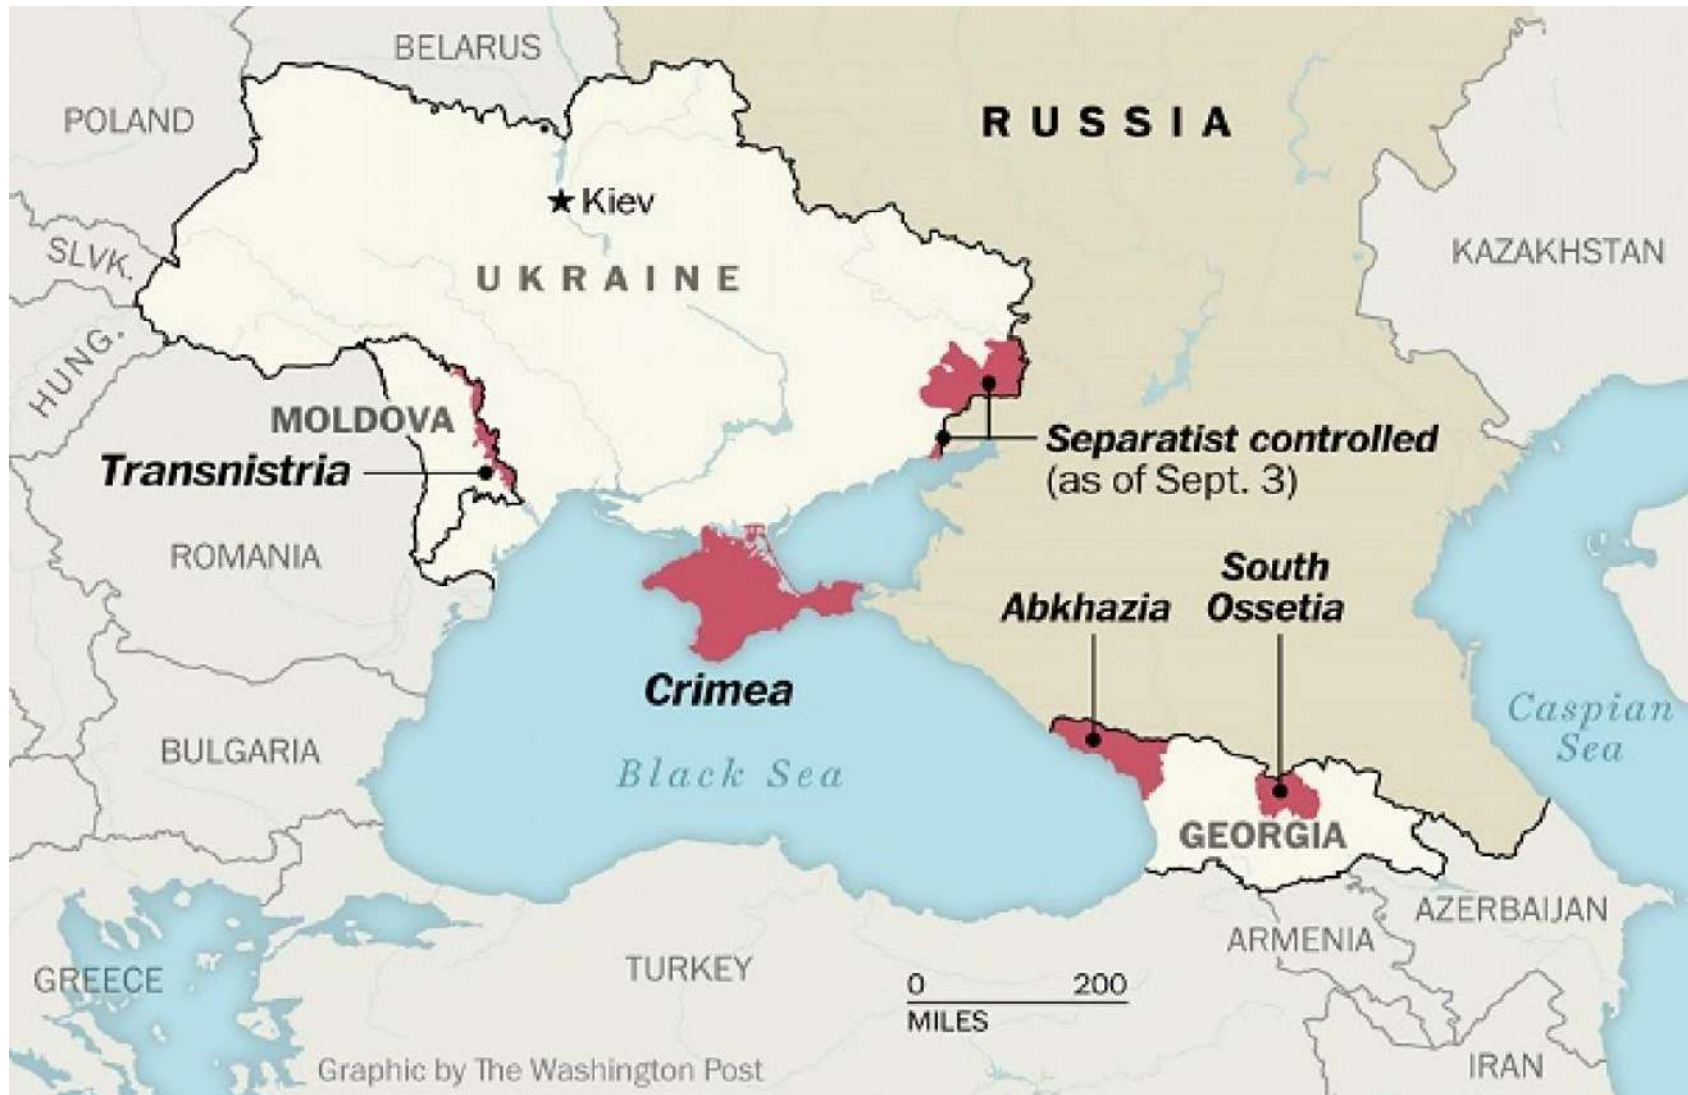 BELARUS
POLAND
RUSSIA
Kiev
SLVK.
KAZAKHSTAN
UKRAINE
HUNG.
MOLDOVA
Separatist controlled
(as of Sept. 3)
Transnistria
ROMANIA
South
Ossetia
Abkhazia
Crimea
Caspian
Sea
BULGARIA
Black Sea
GEORGIA
AZERBAIJAN
ARMENIA
TURKEY
GREECE
0 200
MILES
IRAN
Graphic by The Washington Post